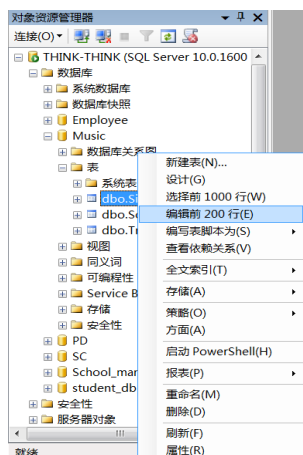 对象资源管理器
连接(O)
THINK-THINK (SQL Server 10.0.1600
数据库
系统数据库
数据库快照
Employee
Music
数据库关系图
表
系统表
dbo.Si
dbo.So
dbo.Tr
视图
同义词
可编程性
Service B
存储
安全性
PD
SC
School_mar
student_db
安全性
服务器对象
就绪
新建表(N)...
设计(G)
选择前 1000 行(W)
编辑前 200 行(E)
编写表脚本为(S)
查看依赖关系(V)
全文索引(T)
存储(A)
策略(O)
方面(A)
启动 PowerShell(H)
报表(P)
重命名(M)
删除(D)
刷新(F)
属性(R)